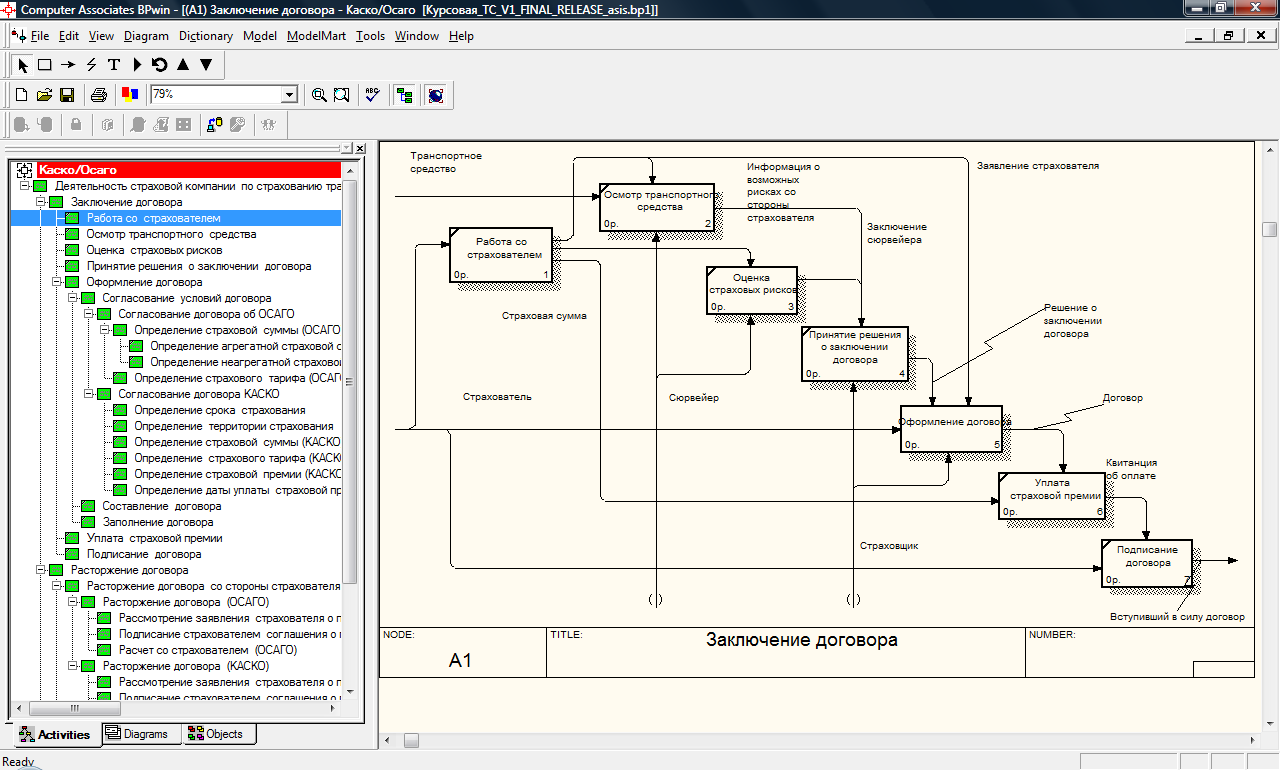 Computer Associates BPwin - [(A1) Заключение договора - Каско/Осаго [Курсовая_TC_V1_FINAL_RELEASE_asis.bp1]]
File Edit View Diagram Dictionary Model ModelMart Tools Window Help
79%
Каско/Осаго
Деятельность страховой компании по страхованию тра
Заключение договора
Работа со страхователем
Осмотр транспортного средства
Оценка страховых рисков
Принятие решения о заключении договора
Оформление договора
Согласование условий договора
Согласование договора об ОСАГО
Определение страховой суммы (ОСАГО
Определение агрегатной страховой с
Определение неагрегатной страхово
Определение страхового тарифа (ОСАГ
Согласование договора КАСКО
Определение срока страхования
Определение территории страхования
Определение страховой суммы (КАСКО
Определение страхового тарифа (КАСКО
Определение страховой премии (КАСКО
Определение даты уплаты страховой пр
Составление договора
Заполнение договора
Уплата страховой премии
Подписание договора
Расторжение договора
Расторжение договора со стороны страхователя
Расторжение договора (ОСАГО)
Рассмотрение заявления страхователя о п
Подписание страхователем соглашения о
Расчет со страхователем (ОСАГО)
Расторжение договора (КАСКО)
Рассмотрение заявления страхователя о п
Подписание страхователем соглашения о
Activities Diagrams Objects
Ready
Транспортное
средство
Осмотр транспортного
средства
0р. 2
Информация о
возможных
рисках со
стороны
страхователя
Заявление страхователя
Работа со
страхователем
0р. 1
Заключение
сюрвейера
Оценка
страховых рисков
0р. 3
Страховая сумма
Принятие решения
о заключении
договора
0р. 4
Решение о
заключении
договора
Страхователь
Сюрвейер
Оформление договора
0р. 5
Договор
Уплата
страховой премии
0р. 6
Квитанция
об оплате
Страховщик
Подписание
договора
0р. 7
Вступивший в силу договор
NODE: TITLE: NUMBER:
A1 Заключение договора